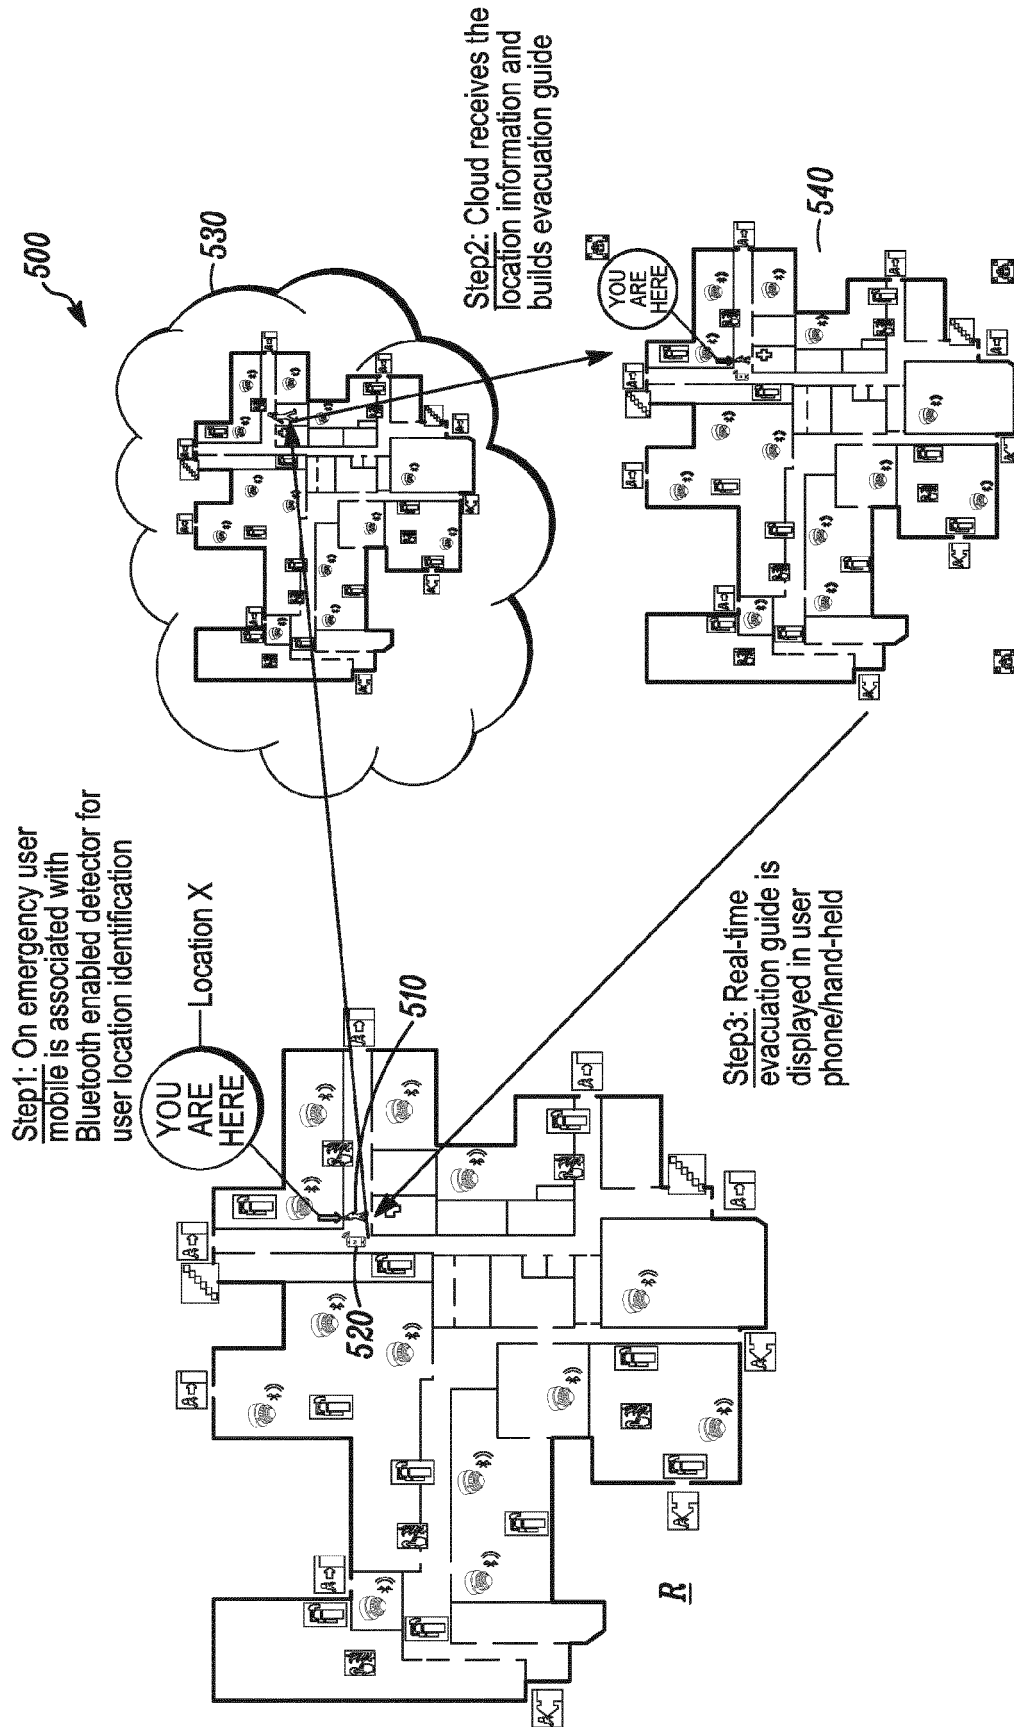 Step1: On emergency user
mobile is associated with
Bluetooth enabled detector for
user location identification
YOU
ARE
HERE
Location X
510
520
R
500
530
Step2: Cloud receives the
location information and
builds evacuation guide
YOU
ARE
HERE
540
Step3: Real-time
evacuation guide is
displayed in user
phone/hand-held